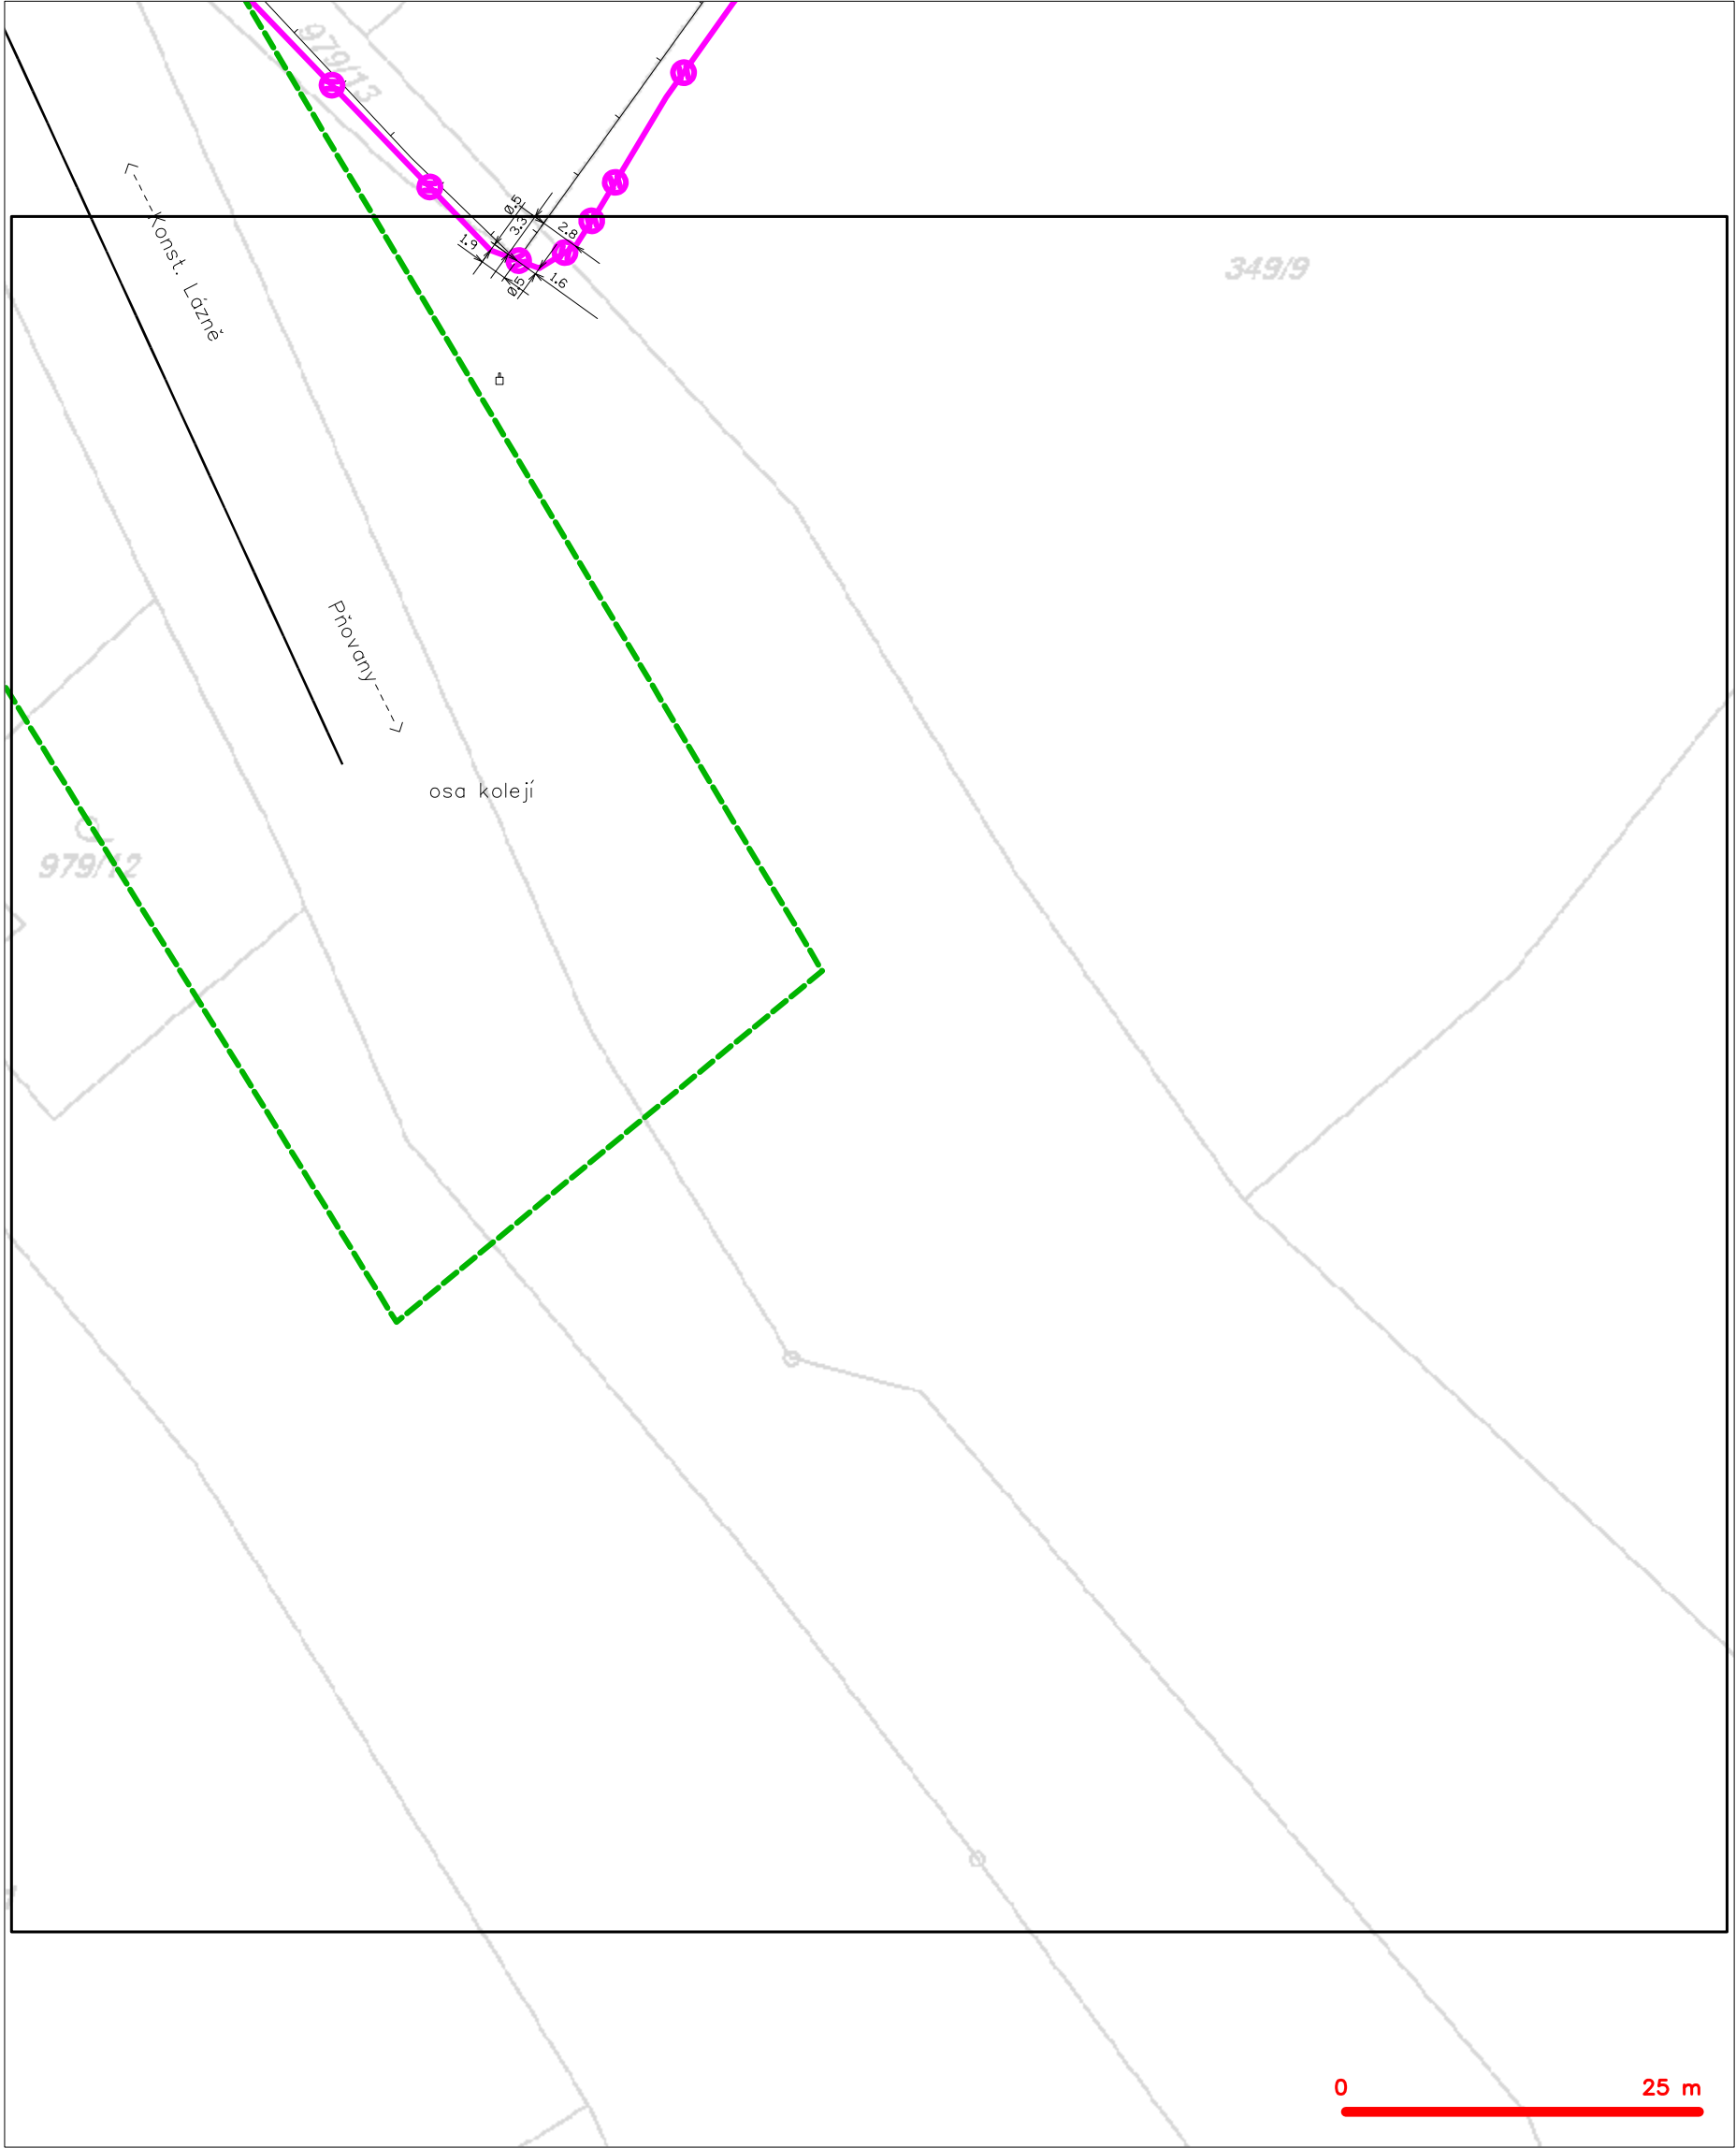 979/13
0.5
3.3
2.8
1.9
1.6
0.5
349/9
<----Konst. Lázně
Pňovany---->
osa kolejí
979/12
0 25 m